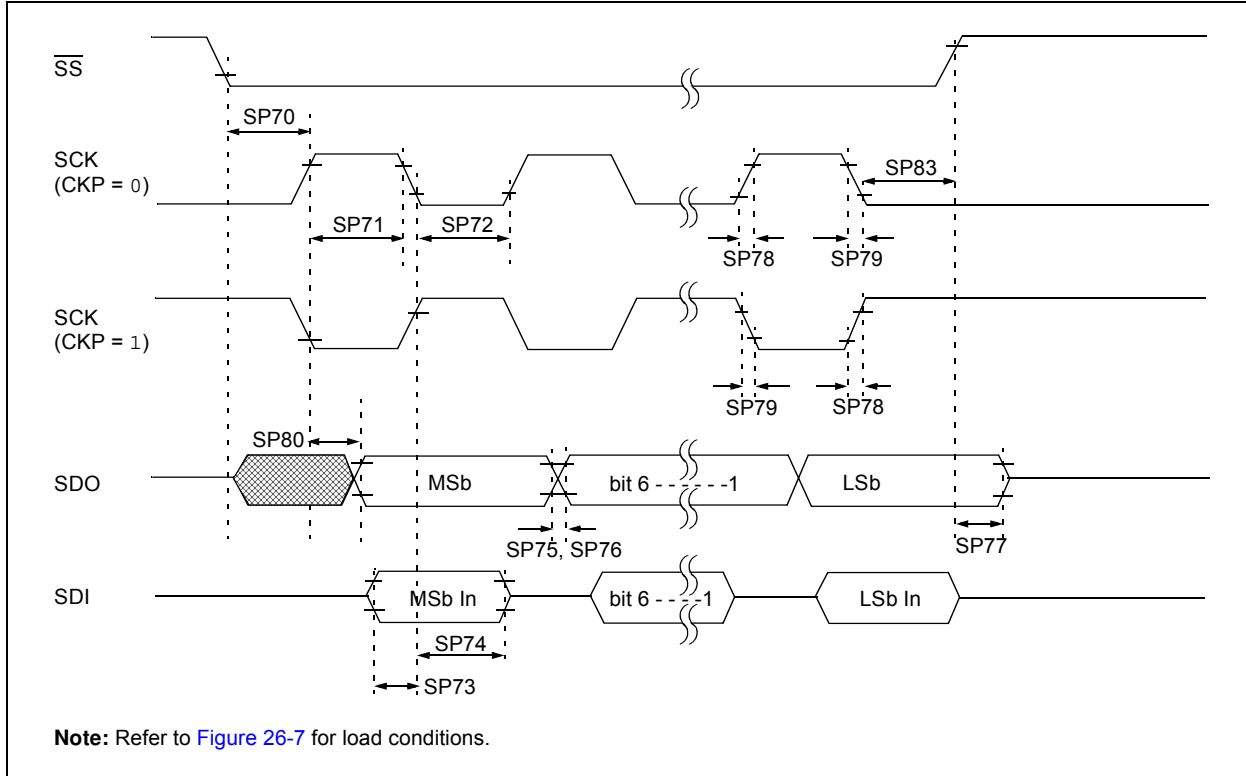 SS
SP70
SCK
(CKP = 0)
SP83
SP71
SP72
SP78
SP79
SCK
(CKP = 1)
SP79
SP78
SP80
SDO
MSb
bit 6 - - - - - -1
LSb
SP75, SP76
SP77
SDI
MSb In
bit 6 - - - -1
LSb In
SP74
SP73
Note: Refer to Figure 26-7 for load conditions.